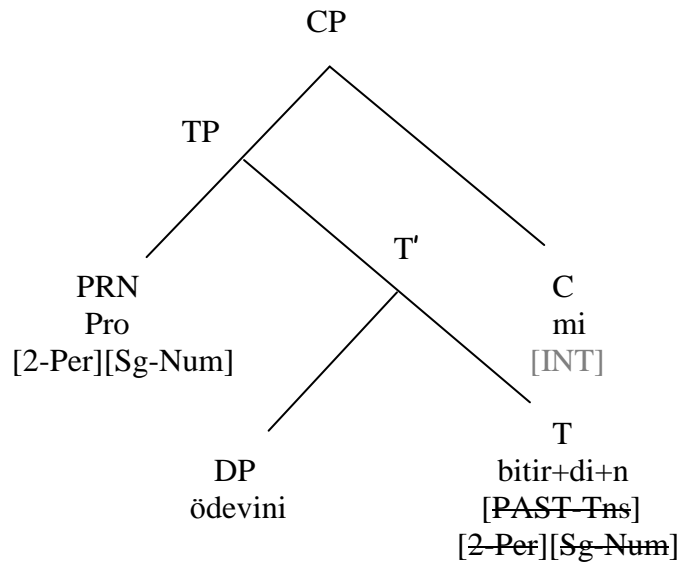 CP
TP
T'
PRN
Pro
[2-Per][Sg-Num]
C
mi
[INT]
DP
ödevini
T
bitir+di+n
[PAST-Tns]
[2-Per][Sg-Num]